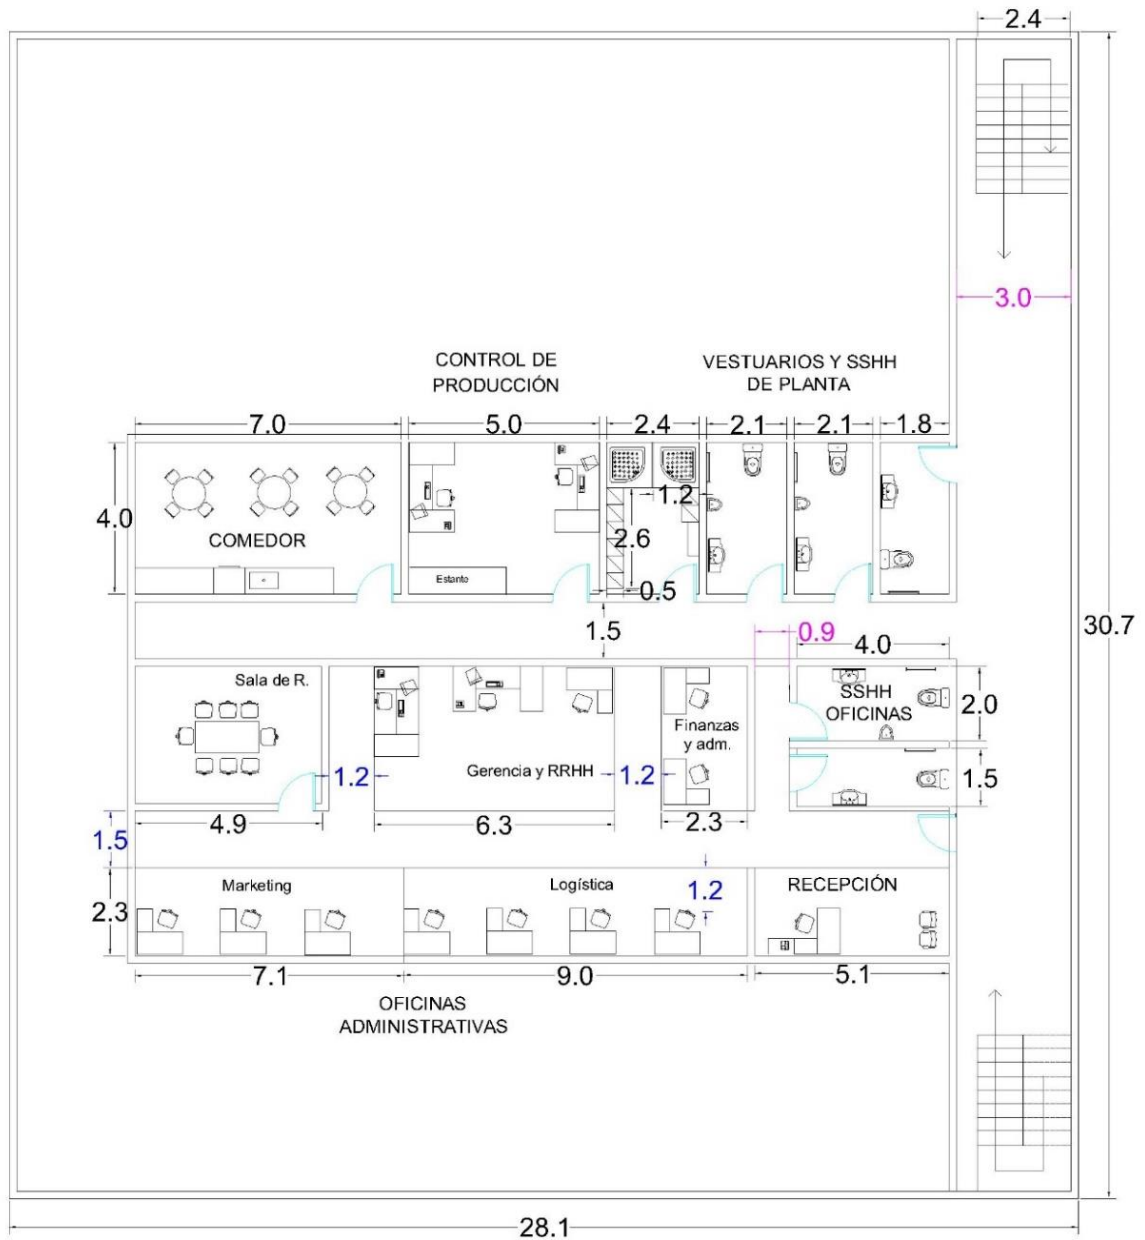 2.4
3.0
CONTROL DE
PRODUCCIÓN
VESTUARIOS Y SSHH
DE PLANTA
7.0
5.0
2.4
2.1
2.1
1.8
4.0
COMEDOR
Estante
1.2
2.6
0.5
1.5
0.9
4.0
30.7
Sala de R.
SSHH
OFICINAS
2.0
Finanzas
y adm.
1.2
Gerencia y RRHH
1.2
1.5
4.9
6.3
2.3
1.5
Marketing
Logística
1.2
RECEPCIÓN
2.3
7.1
9.0
5.1
OFICINAS
ADMINISTRATIVAS
28.1